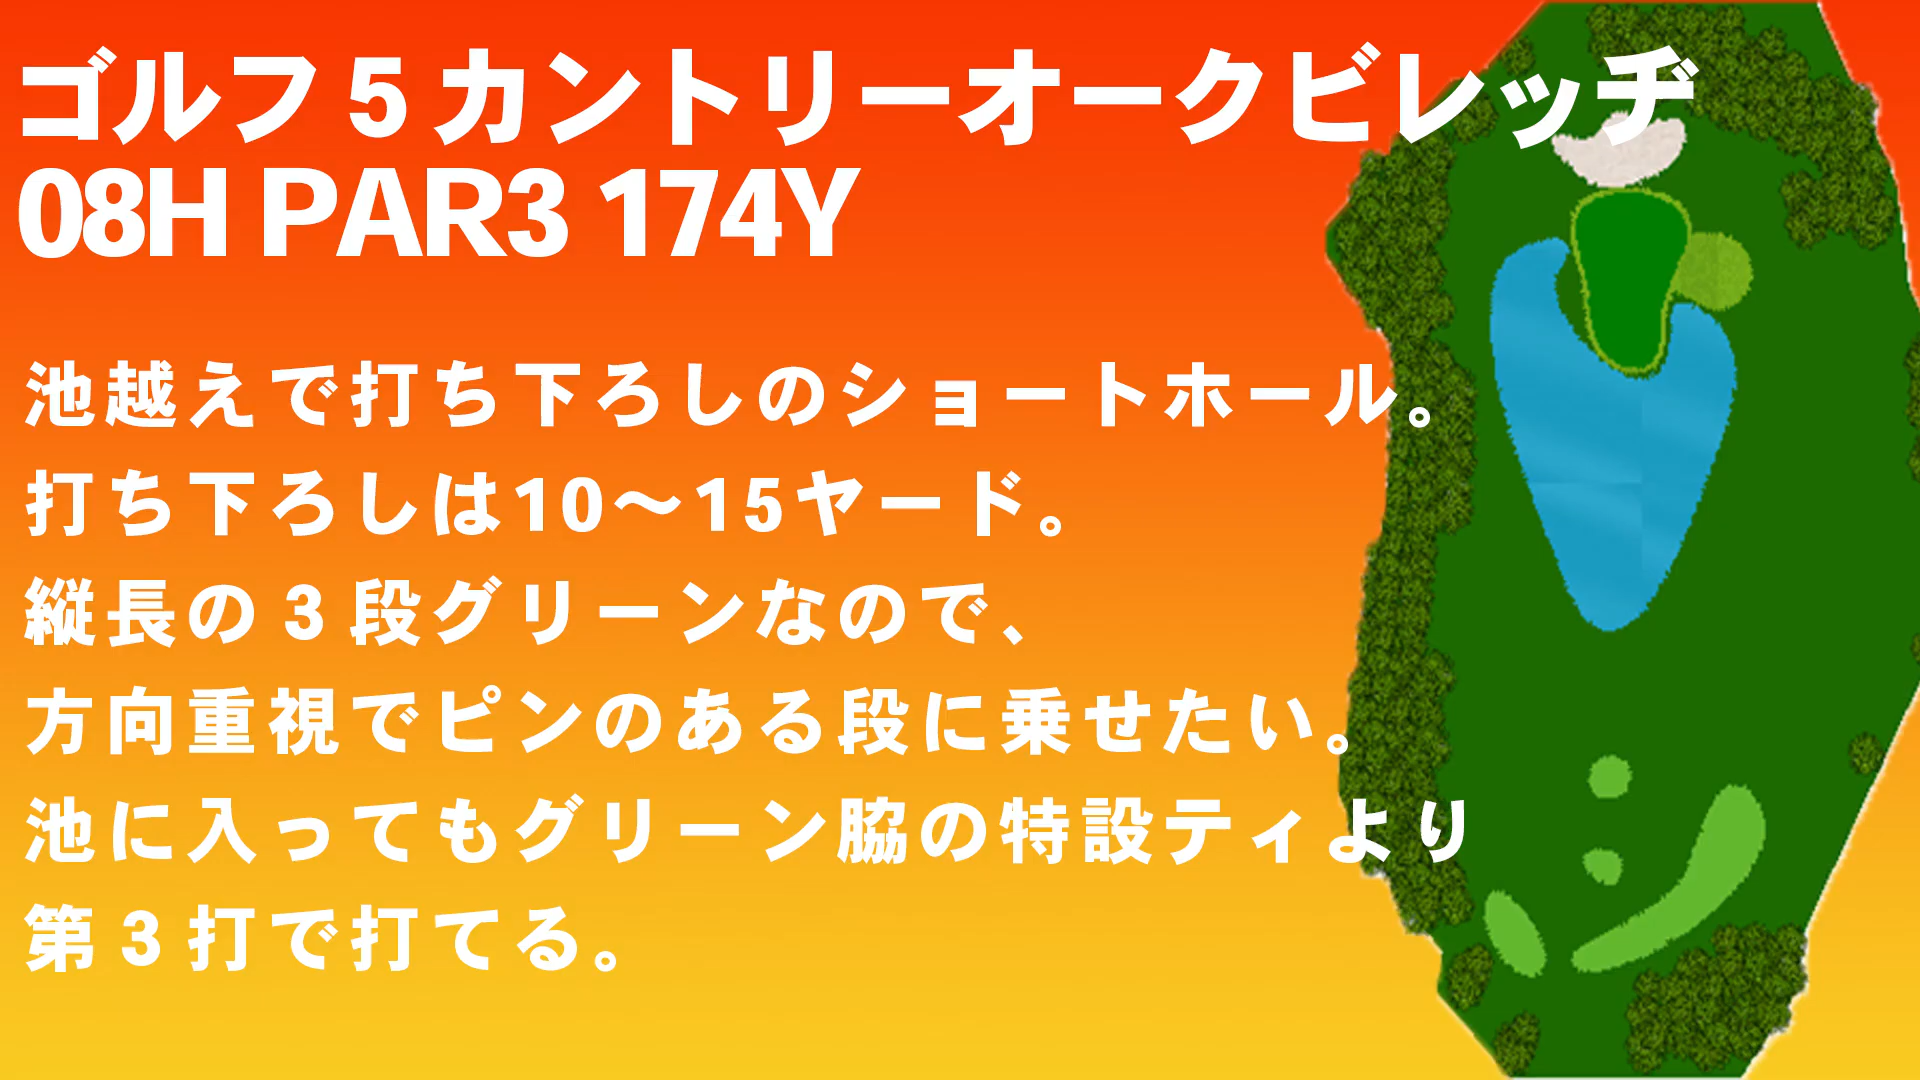 ゴルフ5カントリーオークビレッヂ
08H PAR3 174Y
池越えで打ち下ろしのショートホール。
打ち下ろしは10～15ヤード。
縦長の3段グリーンなので、
方向重視でピンのある段に乗せたい。
池に入ってもグリーン脇の特設ティより
第3打で打てる。